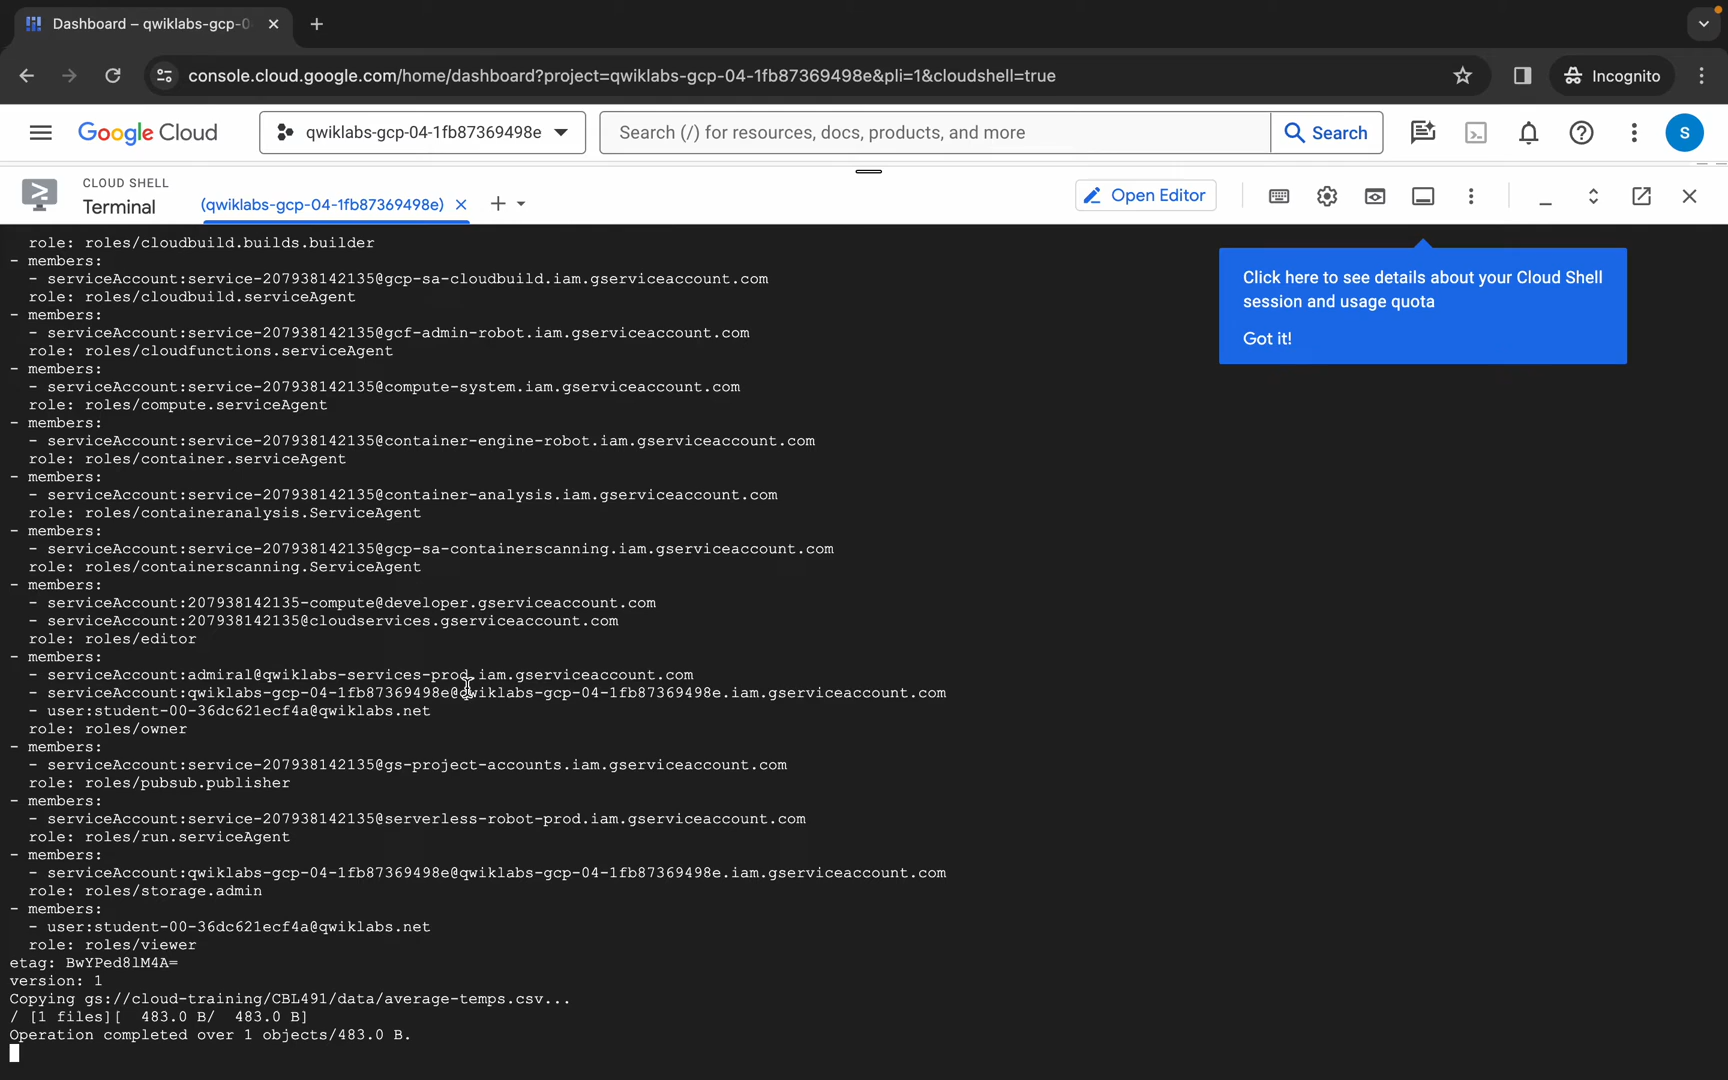 Dashboard – qwiklabs-gcp-0
console.cloud.google.com/home/dashboard?project=qwiklabs-gcp-04-1fb87369498e&pli=1&cloudshell=true
Incognito
Google Cloud
qwiklabs-gcp-04-1fb87369498e
Search (/) for resources, docs, products, and more
Search
S
CLOUD SHELL
Terminal
(qwiklabs-gcp-04-1fb87369498e)
Open Editor
Click here to see details about your Cloud Shell
session and usage quota
Got it!
role: roles/cloudbuild.builds.builder
- members:
- serviceAccount:service-207938142135@gcp-sa-cloudbuild.iam.gserviceaccount.com
role: roles/cloudbuild.serviceAgent
- members:
- serviceAccount:service-207938142135@gcf-admin-robot.iam.gserviceaccount.com
role: roles/cloudfunctions.serviceAgent
- members:
- serviceAccount:service-207938142135@compute-system.iam.gserviceaccount.com
role: roles/compute.serviceAgent
- members:
- serviceAccount:service-207938142135@container-engine-robot.iam.gserviceaccount.com
role: roles/container.serviceAgent
- members:
- serviceAccount:service-207938142135@container-analysis.iam.gserviceaccount.com
role: roles/containeranalysis.ServiceAgent
- members:
- serviceAccount:service-207938142135@gcp-sa-containerscanning.iam.gserviceaccount.com
role: roles/containerscanning.ServiceAgent
- members:
- serviceAccount:207938142135-compute@developer.gserviceaccount.com
- serviceAccount:207938142135@cloudservices.gserviceaccount.com
role: roles/editor
- members:
- serviceAccount:admiral@qwiklabs-services-prod.iam.gserviceaccount.com
- serviceAccount:qwiklabs-gcp-04-1fb87369498e@qwiklabs-gcp-04-1fb87369498e.iam.gserviceaccount.com
- user:student-00-36dc621ecf4a@qwiklabs.net
role: roles/owner
- members:
- serviceAccount:service-207938142135@gs-project-accounts.iam.gserviceaccount.com
role: roles/pubsub.publisher
- members:
- serviceAccount:service-207938142135@serverless-robot-prod.iam.gserviceaccount.com
role: roles/run.serviceAgent
- members:
- serviceAccount:qwiklabs-gcp-04-1fb87369498e@qwiklabs-gcp-04-1fb87369498e.iam.gserviceaccount.com
role: roles/storage.admin
- members:
- user:student-00-36dc621ecf4a@qwiklabs.net
role: roles/viewer
etag: BwYPed8lM4A=
version: 1
Copying gs://cloud-training/CBL491/data/average-temps.csv...
/ [1 files][  483.0 B/  483.0 B]
Operation completed over 1 objects/483.0 B.